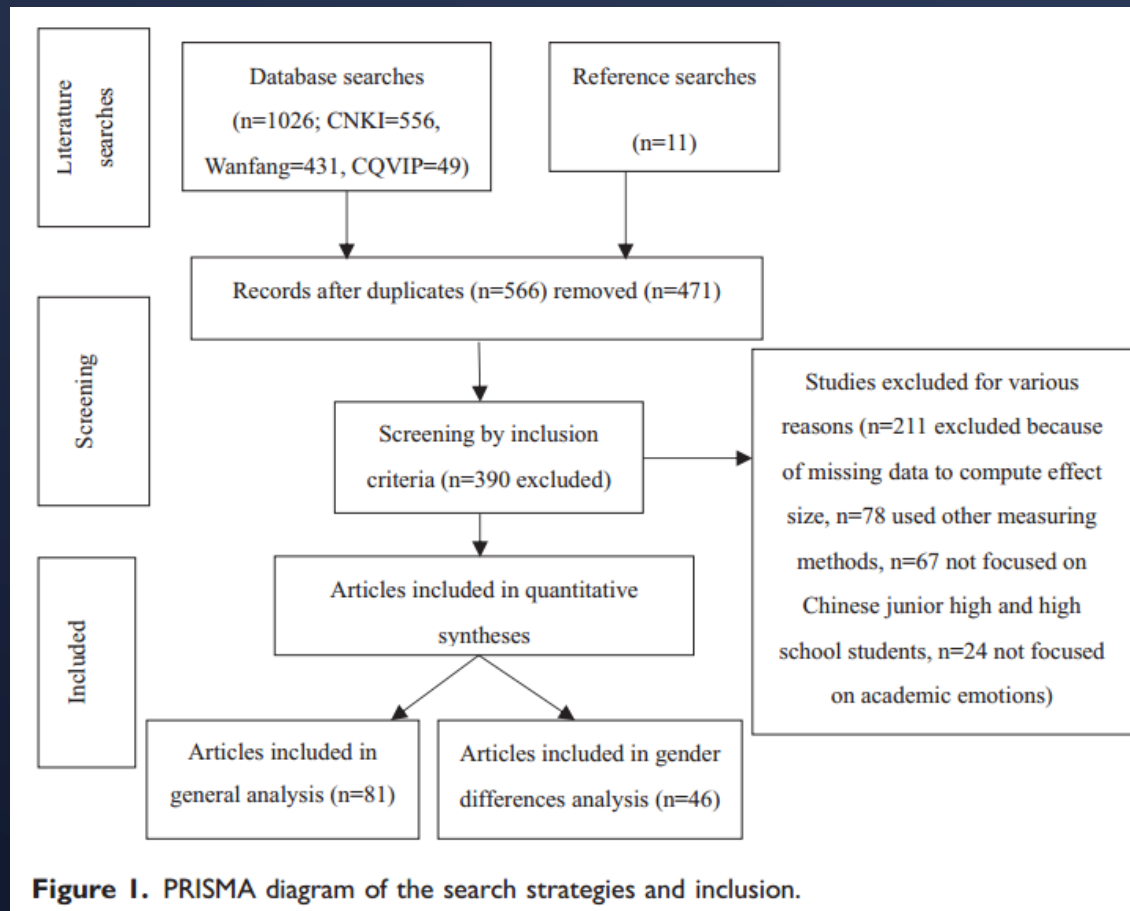 Literature
searches
Database searches
(n=1026; CNKI=556,
Wanfang=431, CQVIP=49)
Reference searches
(n=11)
Records after duplicates (n=566) removed (n=471)
Screening
Screening by inclusion
criteria (n=390 excluded)
Studies excluded for various
reasons (n=211 excluded because
of missing data to compute effect
size, n=78 used other measuring
methods, n=67 not focused on
Chinese junior high and high
school students, n=24 not focused
on academic emotions)
Included
Articles included in quantitative
syntheses
Articles included in
general analysis (n=81)
Articles included in gender
differences analysis (n=46)
Figure 1. PRISMA diagram of the search strategies and inclusion.